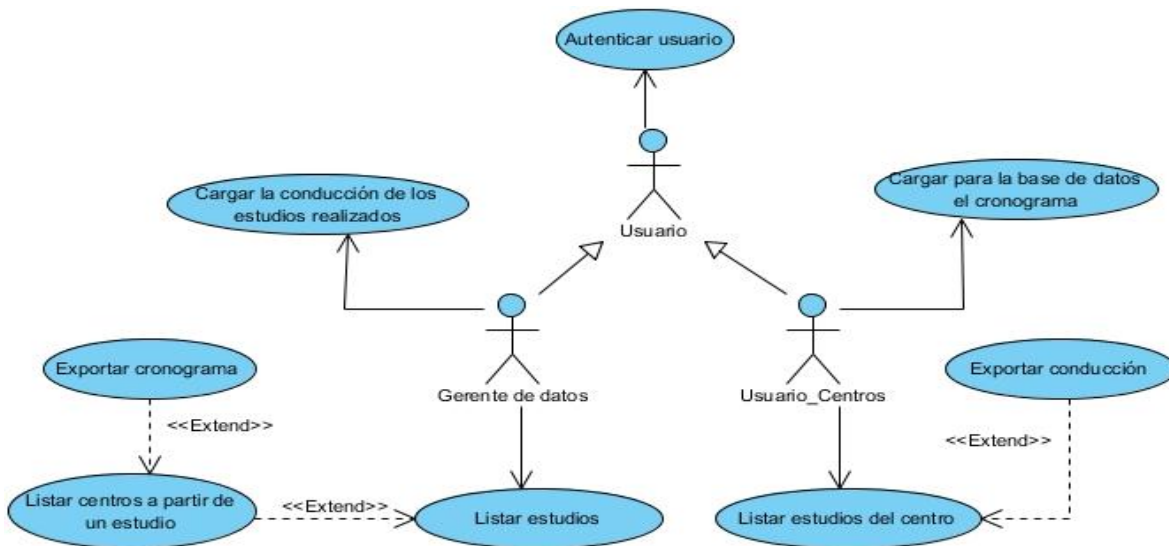 Autenticar usuario
Cargar la conducción de los
estudios realizados
Cargar para la base de datos
el cronograma
Usuario
Exportar cronograma
Gerente de datos
Usuario_Centros
Exportar conducción
<<Extend>>
<<Extend>>
Listar centros a partir de
un estudio
<<Extend>>
Listar estudios
Listar estudios del centro